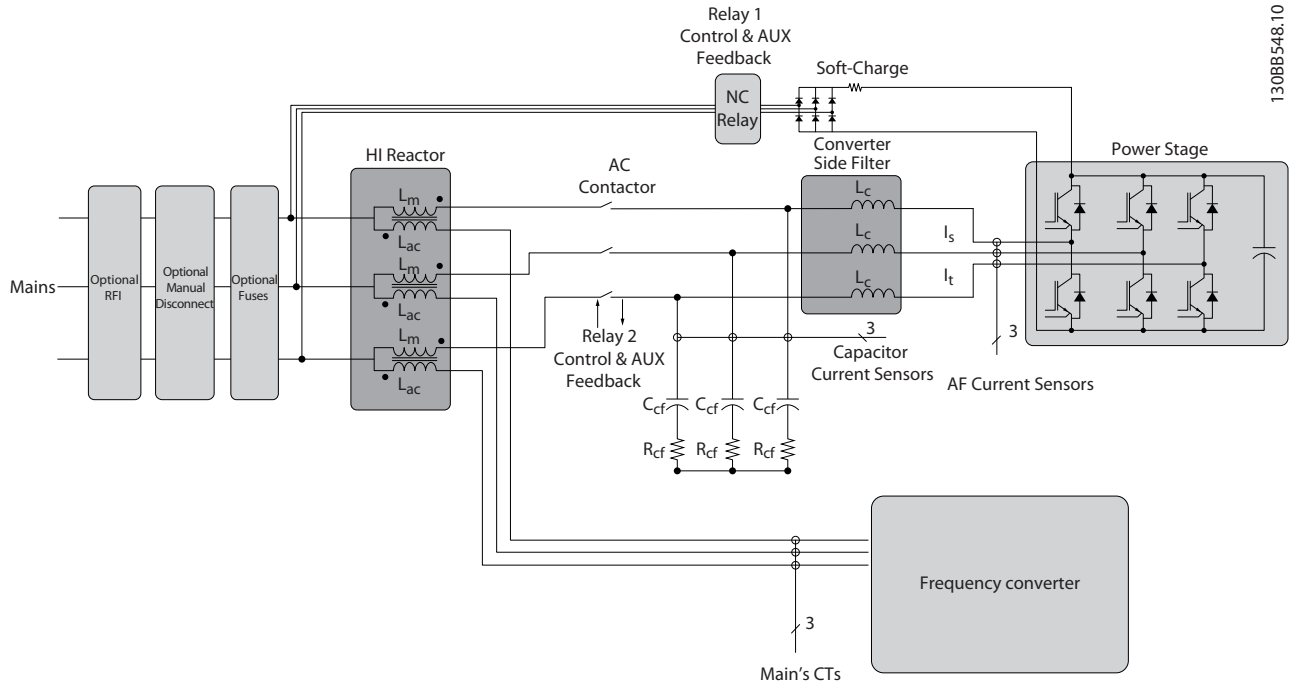 Relay 1
Control & AUX
Feedback
130BB548.10
NC
Relay
Soft-Charge
Converter
Side Filter
HI Reactor
AC
Contactor
Power Stage
Mains
Optional
RFI
Optional
Manual
Disconnect
Optional
Fuses
Lm
Lac
Lm
Lac
Lm
Lac
Lc
Lc
Lc
Is
It
Relay 2
Control & AUX
Feedback
3
Capacitor
Current Sensors
3
AF Current Sensors
Ccf
Ccf
Ccf
Rcf
Rcf
Rcf
Frequency converter
3
Main's CTs